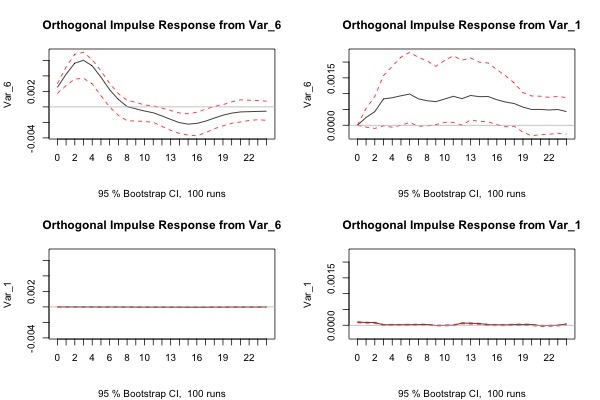 Orthogonal Impulse Response from Var_6
Var_6
0.002
-0.004
0 2 4 6 8 10 13 16 19 22
95 % Bootstrap CI, 100 runs
Orthogonal Impulse Response from Var_1
Var_6
0.0015
0.0000
0 2 4 6 8 10 13 16 19 22
95 % Bootstrap CI, 100 runs
Orthogonal Impulse Response from Var_6
Var_1
0.002
-0.004
0 2 4 6 8 10 13 16 19 22
95 % Bootstrap CI, 100 runs
Orthogonal Impulse Response from Var_1
Var_1
0.0015
0.0000
0 2 4 6 8 10 13 16 19 22
95 % Bootstrap CI, 100 runs